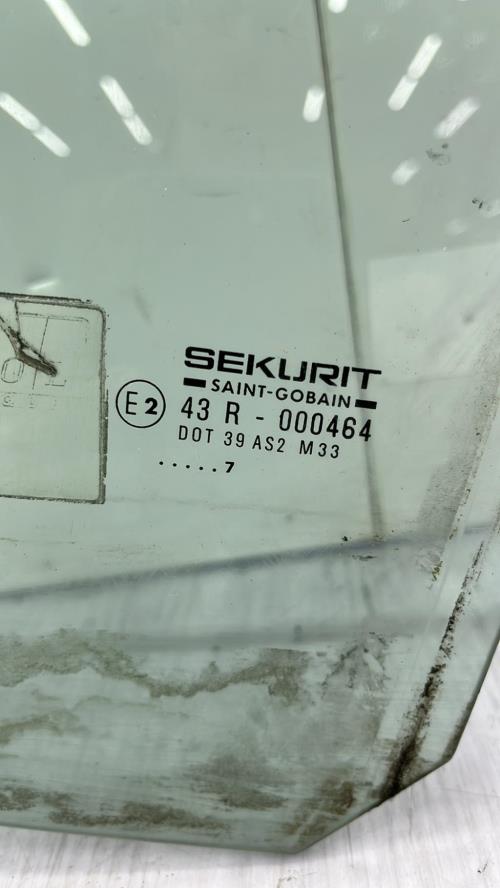 SEKURIT
SAINT-GOBAIN
E2 43 R - 000464
DOT 39 AS2 M33
.....7